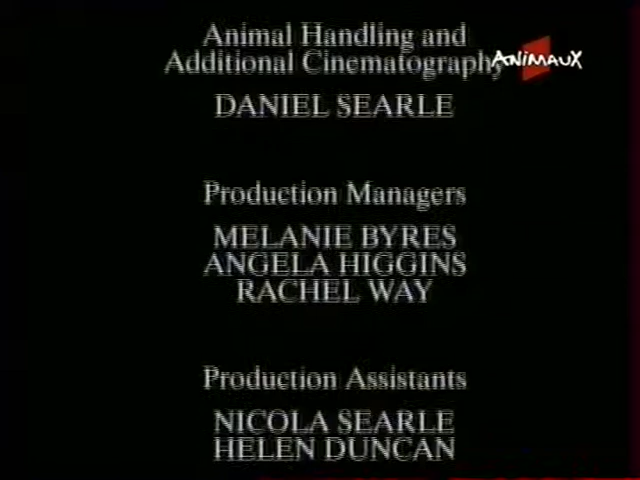 Animal Handling and
Additional Cinematography
ANIMAUX
DANIEL SEARLE
Production Managers
MELANIE BYRES
ANGELA HIGGINS
RACHEL WAY
Production Assistants
NICOLA SEARLE
HELEN DUNCAN